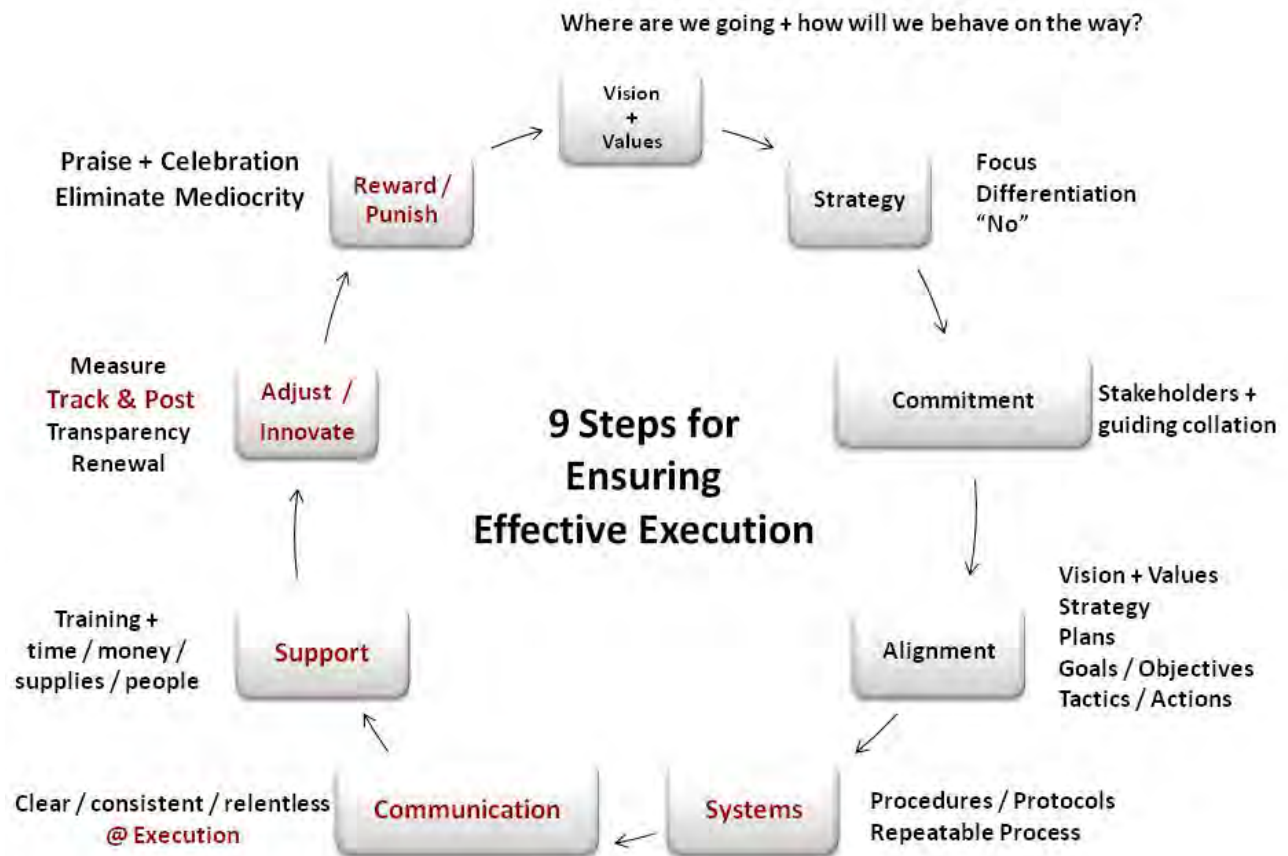 Where are we going + how will we behave on the way?
Vision
+
Values
Strategy
Focus
Differentiation
“No”
Commitment
Stakeholders +
guiding collation
Alignment
Vision + Values
Strategy
Plans
Goals / Objectives
Tactics / Actions
Systems
Procedures / Protocols
Repeatable Process
Communication
Clear / consistent / relentless
@ Execution
Support
Training +
time / money /
supplies / people
Adjust /
Innovate
Measure
Track & Post
Transparency
Renewal
Reward /
Punish
Praise + Celebration
Eliminate Mediocrity
9 Steps for
Ensuring
Effective Execution